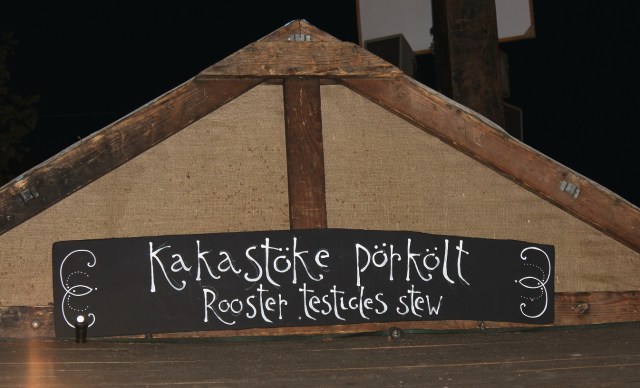 Kakastöke pörkölt
Rooster testicles stew